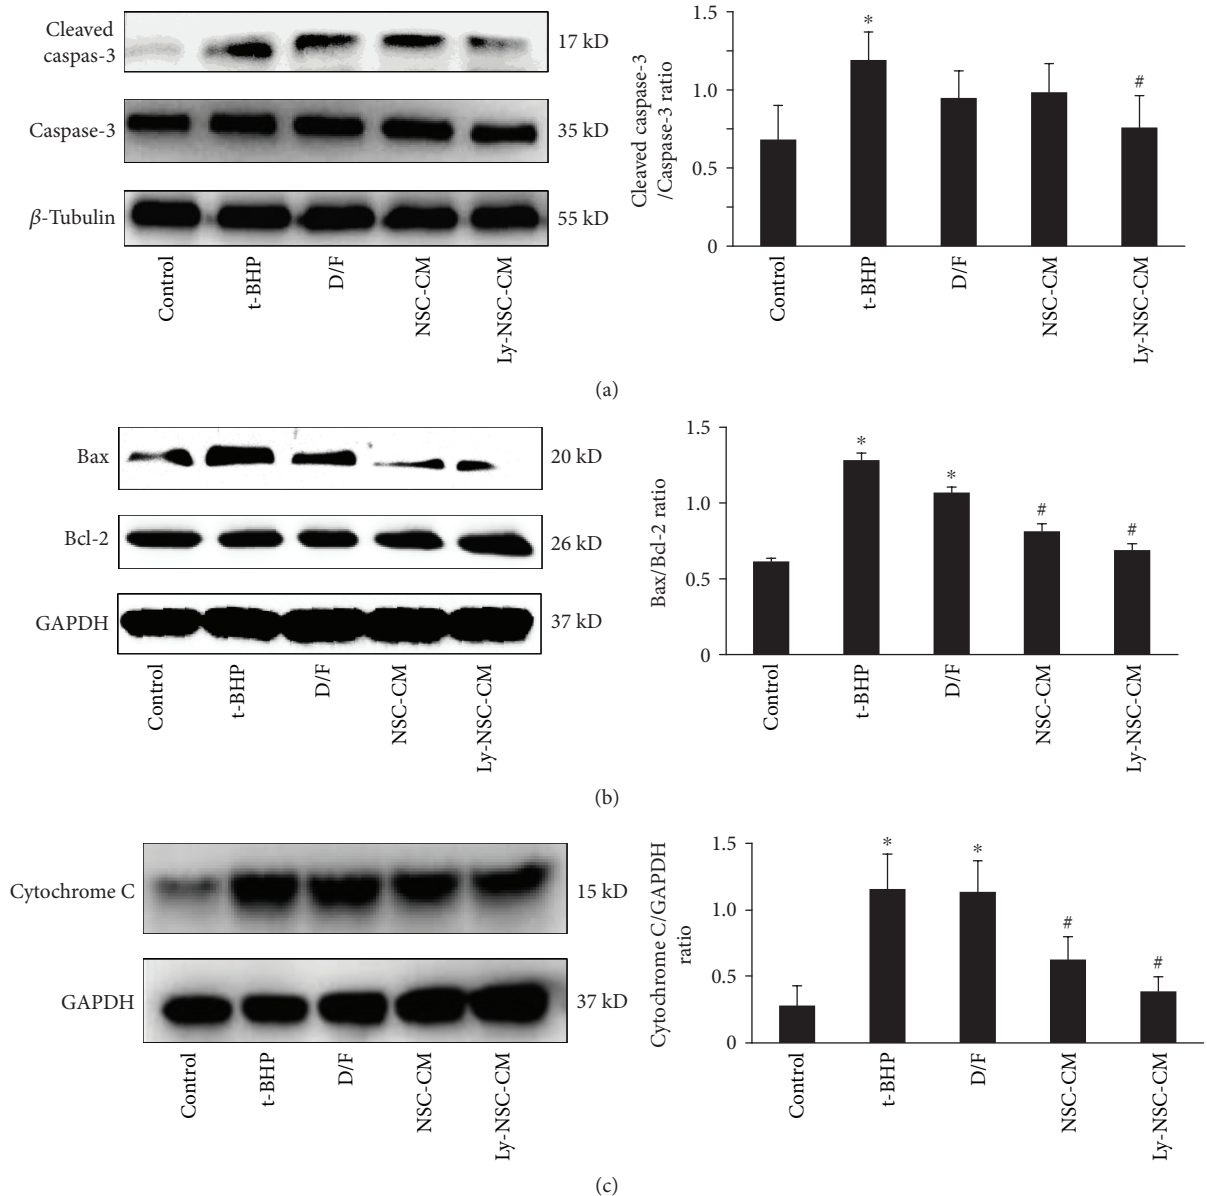 Cleaved
caspas-3
17 kD
Caspase-3
35 kD
β-Tubulin
55 kD
Control
t-BHP
D/F
NSC-CM
Ly-NSC-CM
Cleaved caspase-3
/Caspase-3 ratio
1.5
1.0
0.5
0
*
#
Control
t-BHP
D/F
NSC-CM
Ly-NSC-CM
(a)
Bax
20 kD
Bcl-2
26 kD
GAPDH
37 kD
Control
t-BHP
D/F
NSC-CM
Ly-NSC-CM
Bax/Bcl-2 ratio
1.5
1.0
0.5
0
*
*
#
#
Control
t-BHP
D/F
NSC-CM
Ly-NSC-CM
(b)
Cytochrome C
15 kD
GAPDH
37 kD
Control
t-BHP
D/F
NSC-CM
Ly-NSC-CM
Cytochrome C/GAPDH
ratio
1.5
1.0
0.5
0
*
*
#
#
Control
t-BHP
D/F
NSC-CM
Ly-NSC-CM
(c)